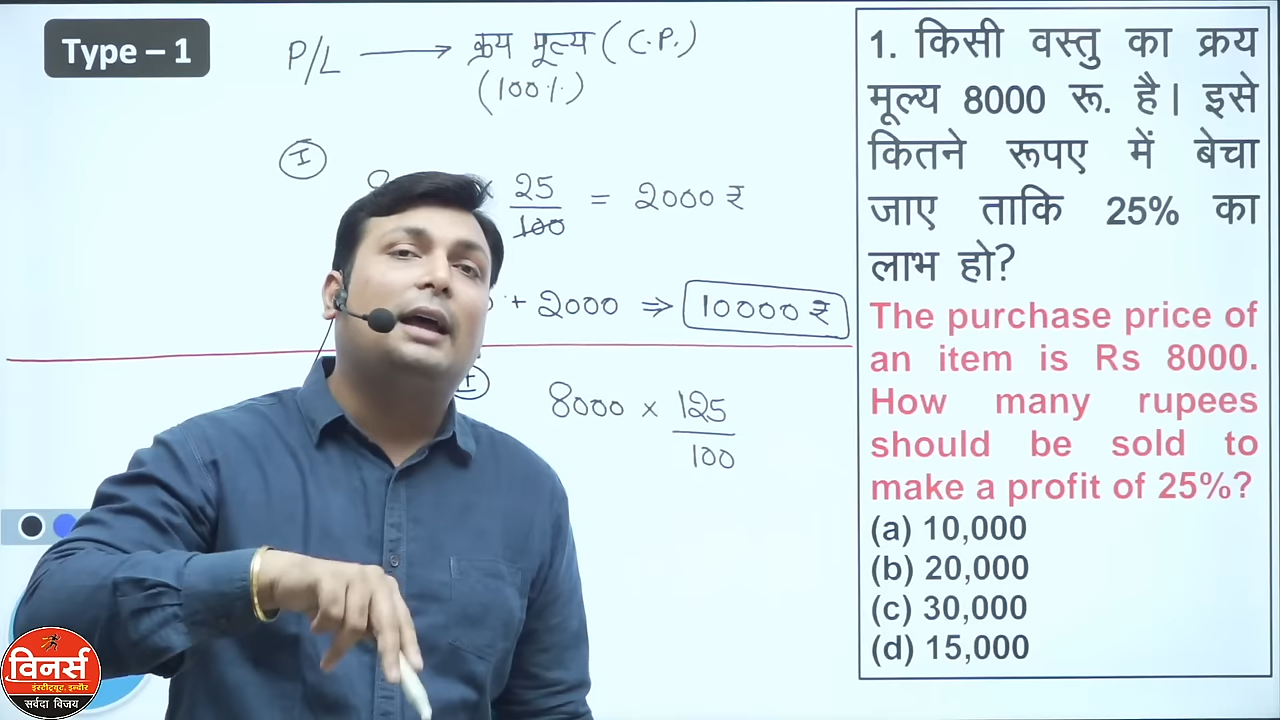 Type – 1
P/L ⟶ क्रय मूल्य (C.P.)
(100%)
I
× 25/100 = 2000 ₹
+ 2000 ⇒ 10000 ₹
8000 × 125/100
1. किसी वस्तु का क्रय
मूल्य 8000 रू. है। इसे
कितने रूपए में बेचा
जाए ताकि 25% का
लाभ हो?
The purchase price of
an item is Rs 8000.
How many rupees
should be sold to
make a profit of 25%?
(a) 10,000
(b) 20,000
(c) 30,000
(d) 15,000
विनर्स
इंस्टीट्यूट, इन्दौर
सर्वदा विजय